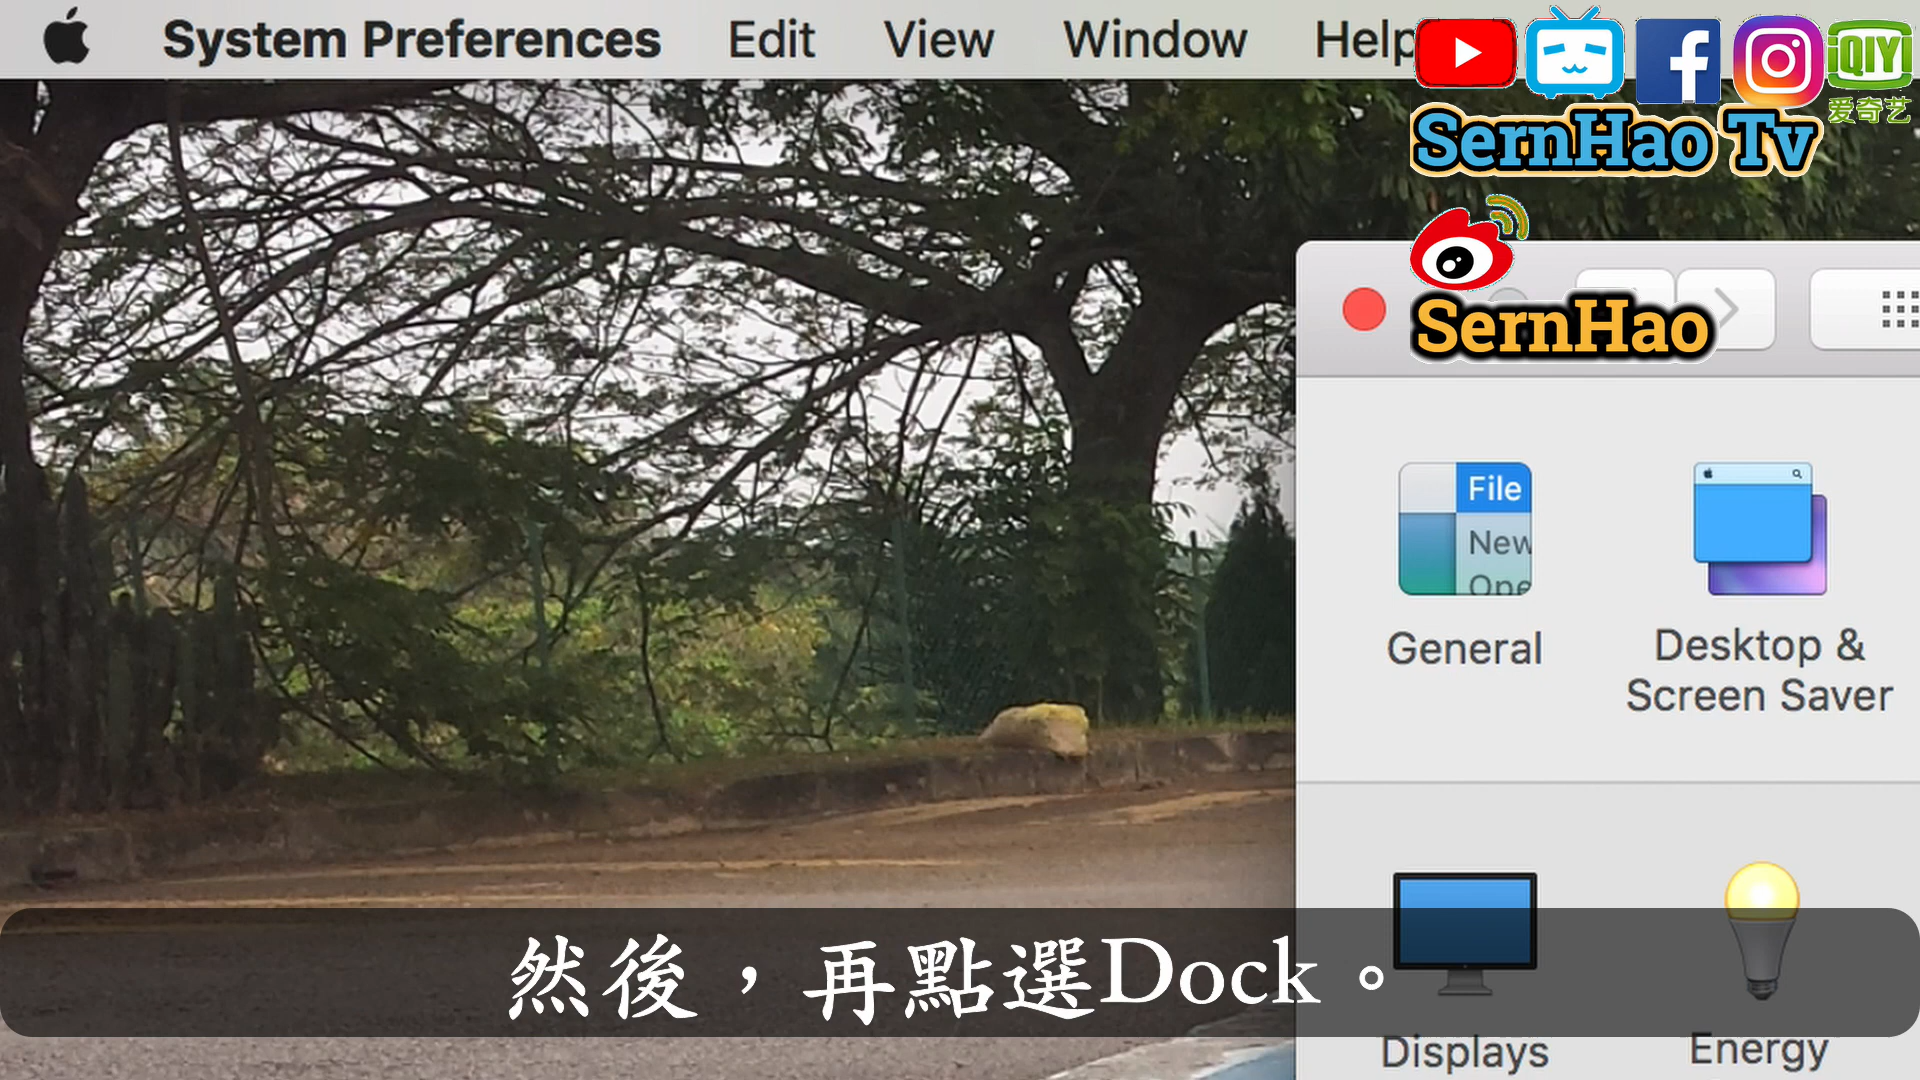 System Preferences Edit View Window Help
iQIYI
爱奇艺
SernHao Tv
SernHao
File
New
Ope
General
Desktop &
Screen Saver
然後，再點選Dock。
Displays
Energy